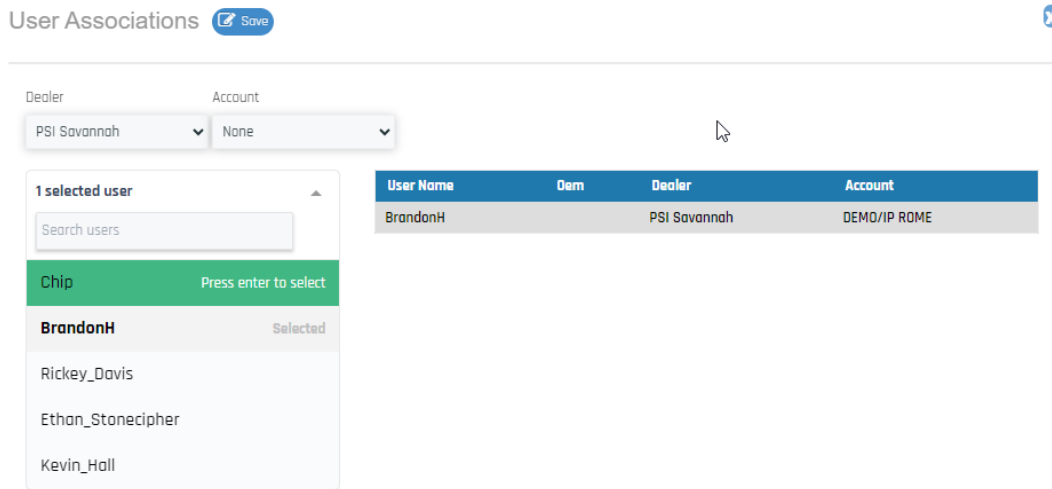 User Associations Save
Dealer Account
PSI Savannah None
1 selected user
Search users
Chip Press enter to select
BrandonH Selected
Rickey_Davis
Ethan_Stonecipher
Kevin_Hall
User Name Oem Dealer Account
BrandonH PSI Savannah DEMO/IP ROME